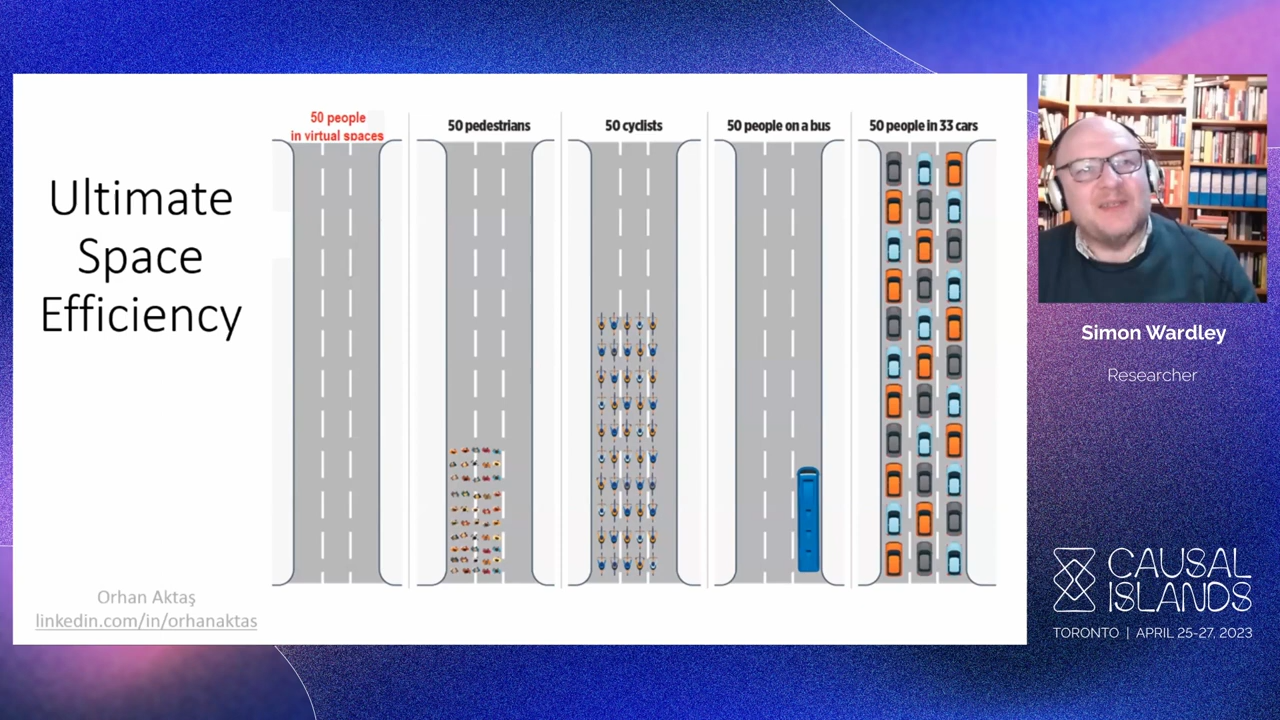 Ultimate
Space
Efficiency
Orhan Aktaş
linkedin.com/in/orhanaktas
50 people
in virtual spaces
50 pedestrians
50 cyclists
50 people on a bus
50 people in 33 cars
Simon Wardley
Researcher
CAUSAL
ISLANDS
TORONTO | APRIL 25-27, 2023